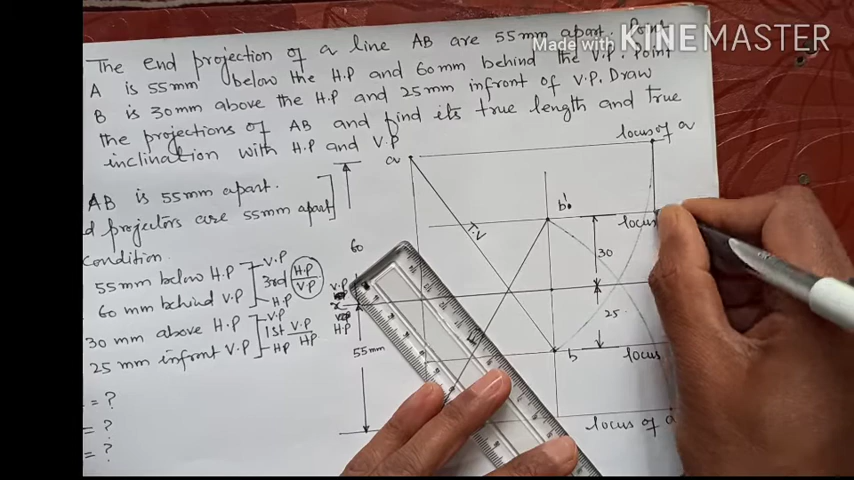 Made with KINEMASTER
The end projection of a line AB are 55mm apart. Point
A is 55mm below the H.P and 60mm behind the V.P. Point
B is 30mm above the H.P and 25mm infront of V.P. Draw
the projections of AB and find its true length and true
inclination with H.P and V.P
locus of a
a
AB is 55mm apart.
d projectors are 55mm apart
b'
locus
T.V
condition
60
30
55mm below H.P V.P
60 mm behind V.P H.P
3rd H.P
V.P
V.P
x
H.P
30 mm above H.P V.P
25 mm infront V.P HP
1st V.P
HP
25
55mm
b
locus
= ?
= ?
= ?
locus of a